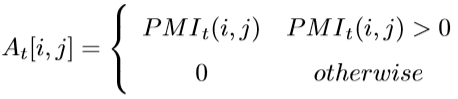 A_t[i, j] = { PMI_t(i, j) PMI_t(i, j) > 0
0 otherwise